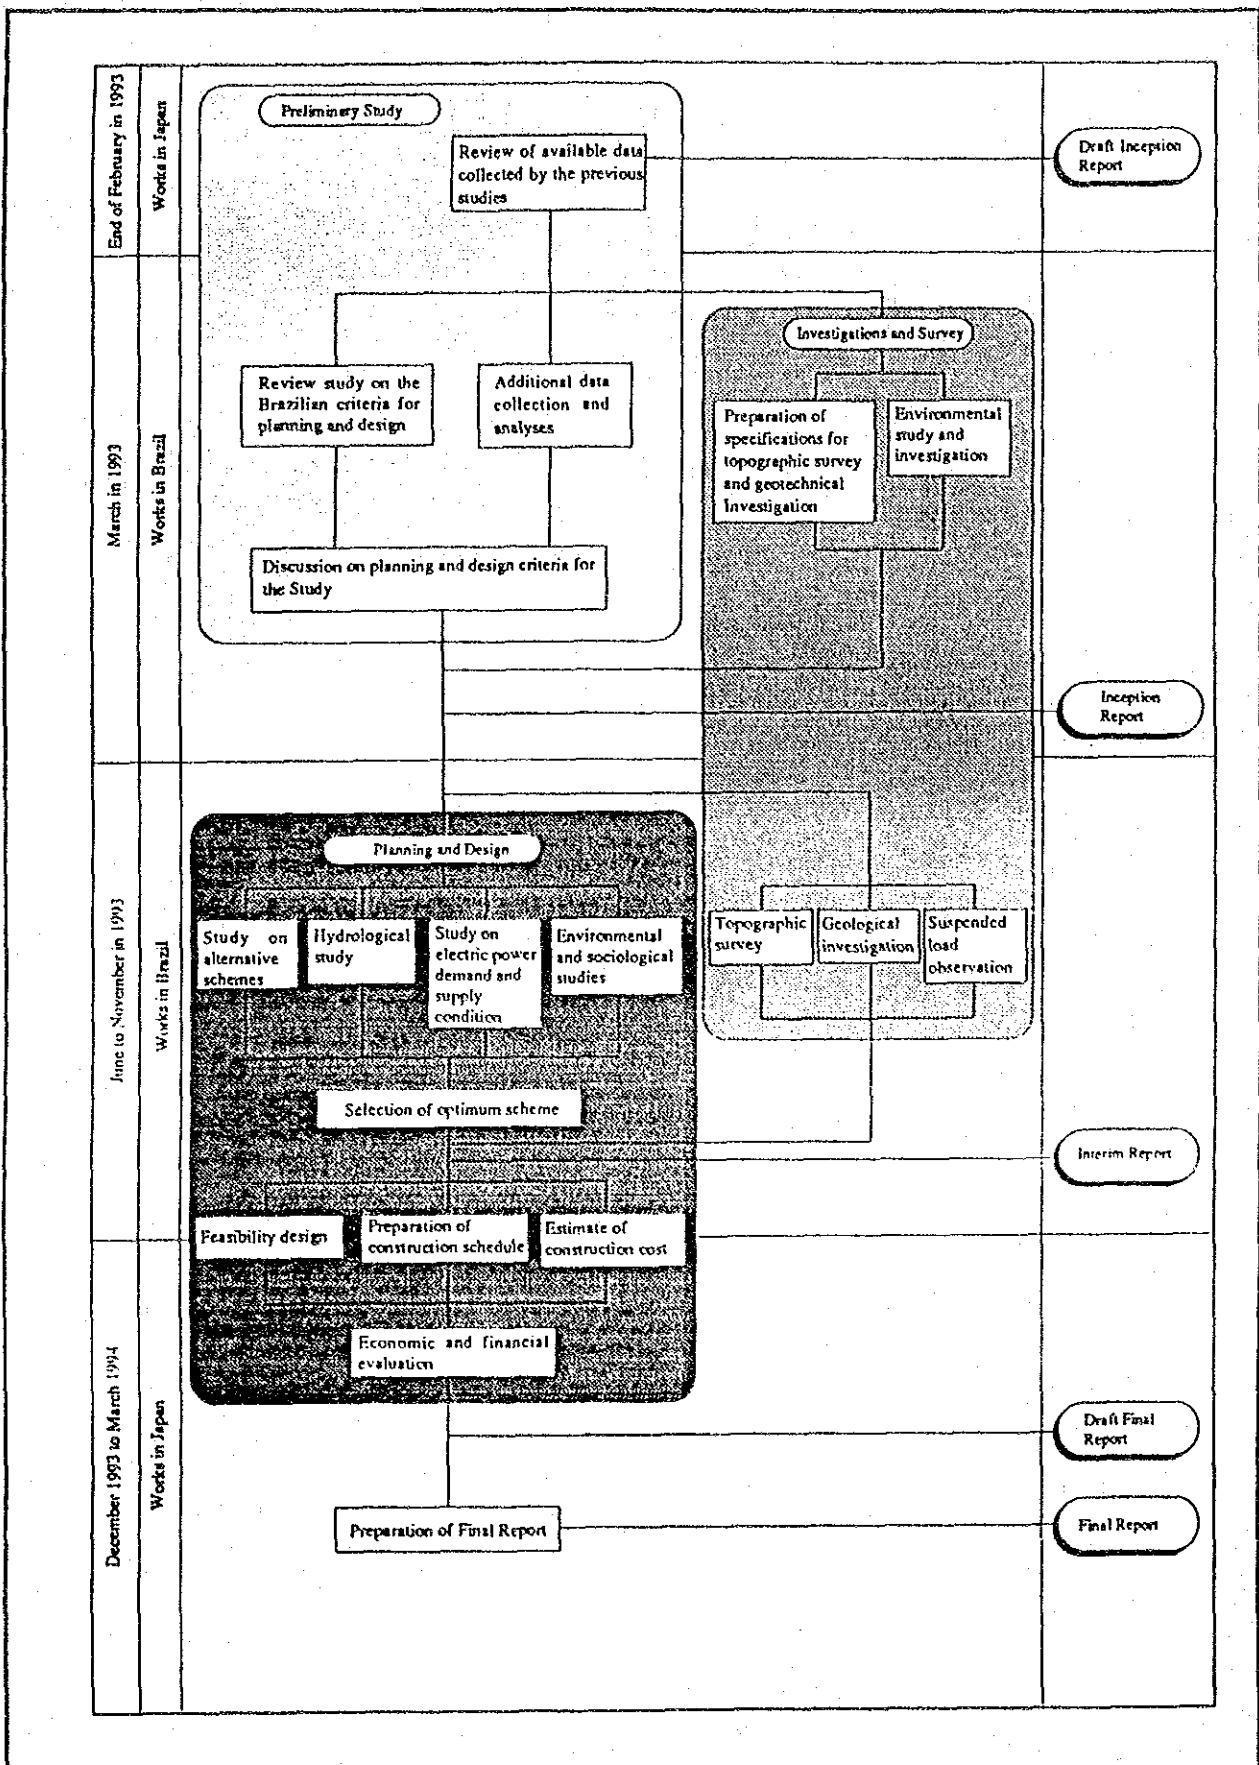 End of February in 1993
Works in Japan
Preliminary Study
Review of available data
collected by the previous
studies
Draft Inception
Report
March in 1993
Works in Brazil
Review study on the
Brazilian criteria for
planning and design
Additional data
collection and
analyses
Discussion on planning and design criteria for
the Study
Investigations and Survey
Preparation of
specifications for
topographic survey
and geotechnical
Investigation
Environmental
study and
investigation
Inception
Report
June to November in 1993
Works in Brazil
Planning and Design
Study on
alternative
schemes
Hydrological
study
Study on
electric power
demand and
supply
condition
Environmental
and sociological
studies
Topographic
survey
Geological
investigation
Suspended
load
observation
Selection of optimum scheme
Interim Report
Feasibility design
Preparation of
construction schedule
Estimate of
construction cost
December 1993 to March 1994
Works in Japan
Economic and financial
evaluation
Draft Final
Report
Preparation of Final Report
Final Report